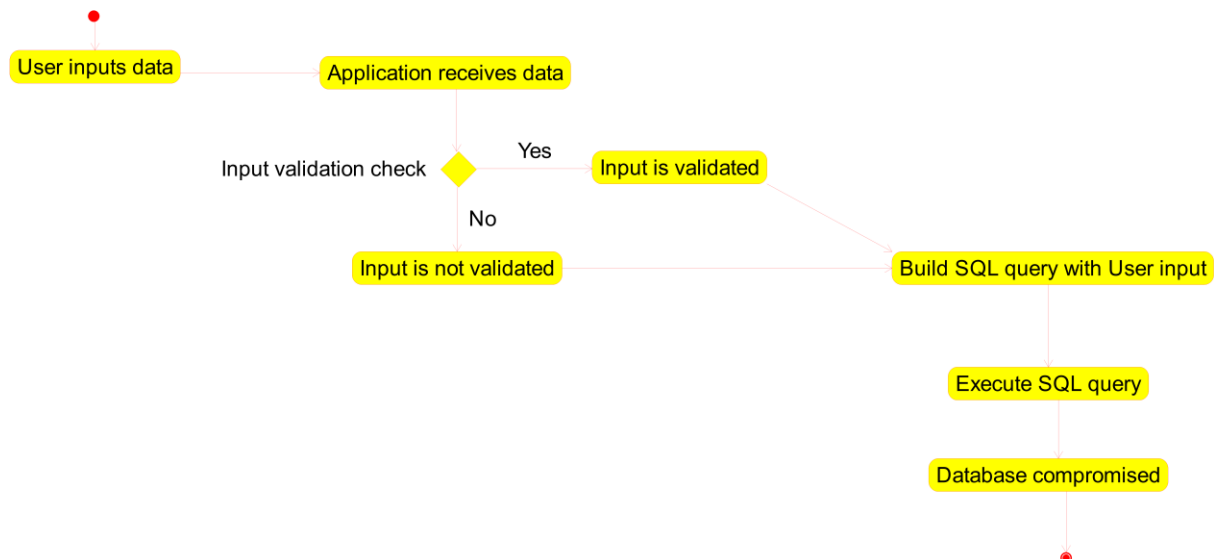 User inputs data
Application receives data
Input validation check
Yes
Input is validated
No
Input is not validated
Build SQL query with User input
Execute SQL query
Database compromised